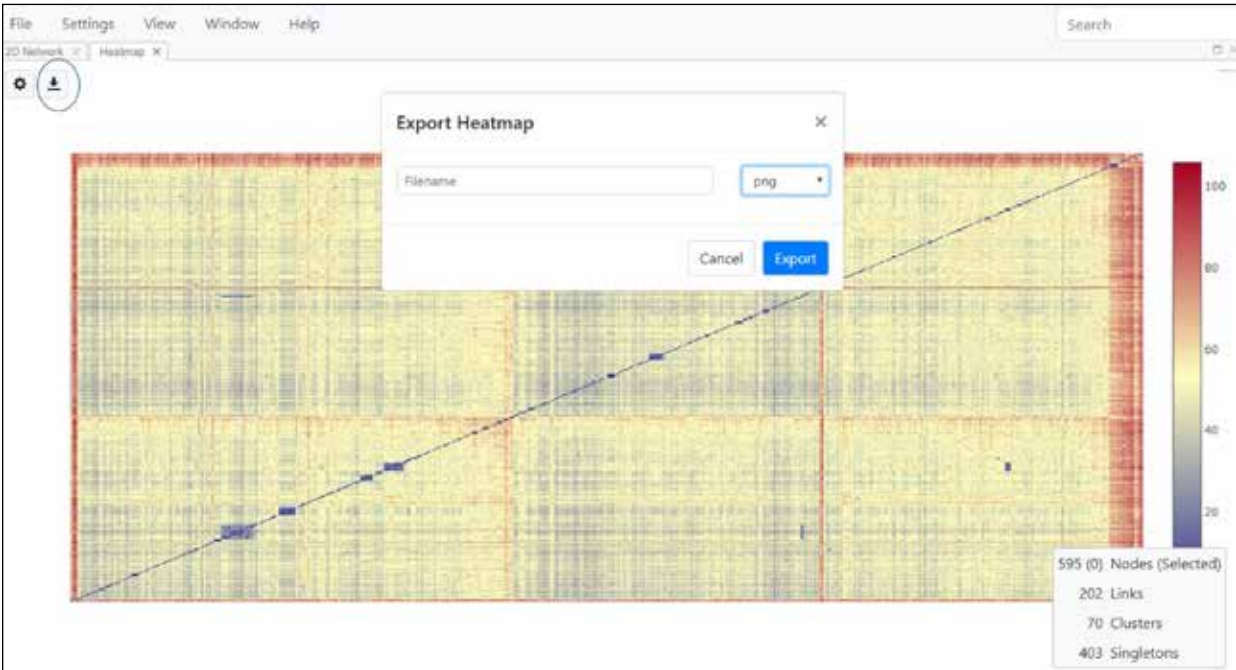 File Settings View Window Help Search
2D Network Heatmap
Export Heatmap
Filename png
Cancel Export
100
80
60
40
20
595 (0) Nodes (Selected)
202 Links
70 Clusters
403 Singletons